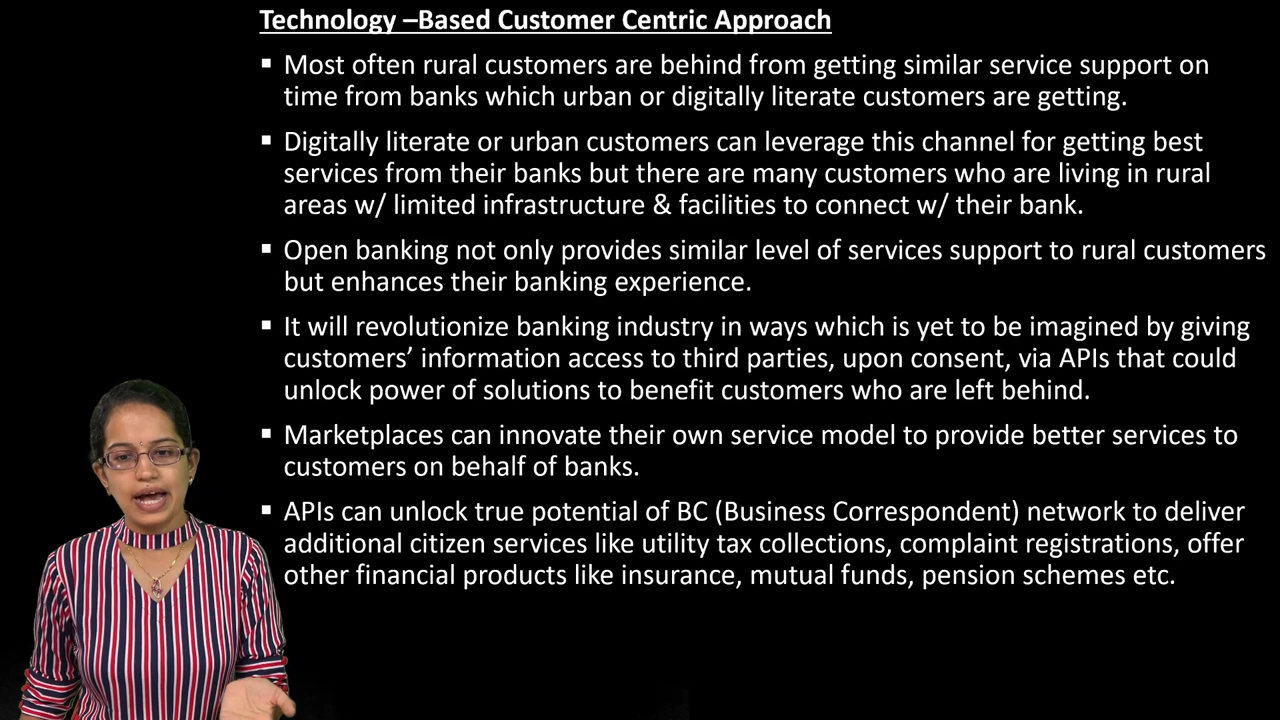 Technology –Based Customer Centric Approach
▪ Most often rural customers are behind from getting similar service support on
time from banks which urban or digitally literate customers are getting.
▪ Digitally literate or urban customers can leverage this channel for getting best
services from their banks but there are many customers who are living in rural
areas w/ limited infrastructure & facilities to connect w/ their bank.
▪ Open banking not only provides similar level of services support to rural customers
but enhances their banking experience.
▪ It will revolutionize banking industry in ways which is yet to be imagined by giving
customers’ information access to third parties, upon consent, via APIs that could
unlock power of solutions to benefit customers who are left behind.
▪ Marketplaces can innovate their own service model to provide better services to
customers on behalf of banks.
▪ APIs can unlock true potential of BC (Business Correspondent) network to deliver
additional citizen services like utility tax collections, complaint registrations, offer
other financial products like insurance, mutual funds, pension schemes etc.